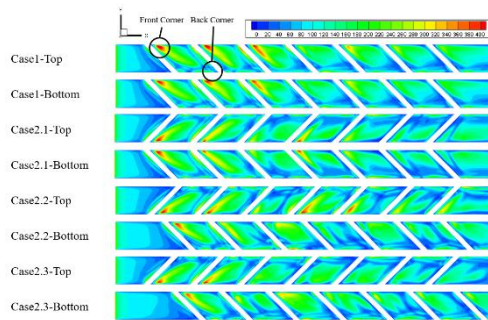 Front Corner Back Corner
0 20 40 60 80 100 120 140 160 180 200 220 240 260 280 300 320 340 360 380 400
Case1-Top
Case1-Bottom
Case2.1-Top
Case2.1-Bottom
Case2.2-Top
Case2.2-Bottom
Case2.3-Top
Case2.3-Bottom